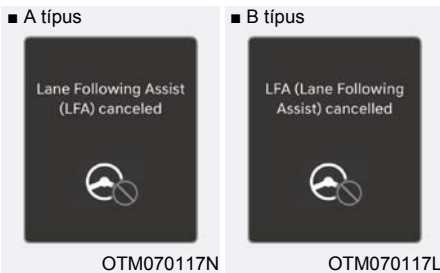 ■ A típus
■ B típus
Lane Following Assist
(LFA) canceled
LFA (Lane Following
Assist) cancelled
OTM070117N
OTM070117L